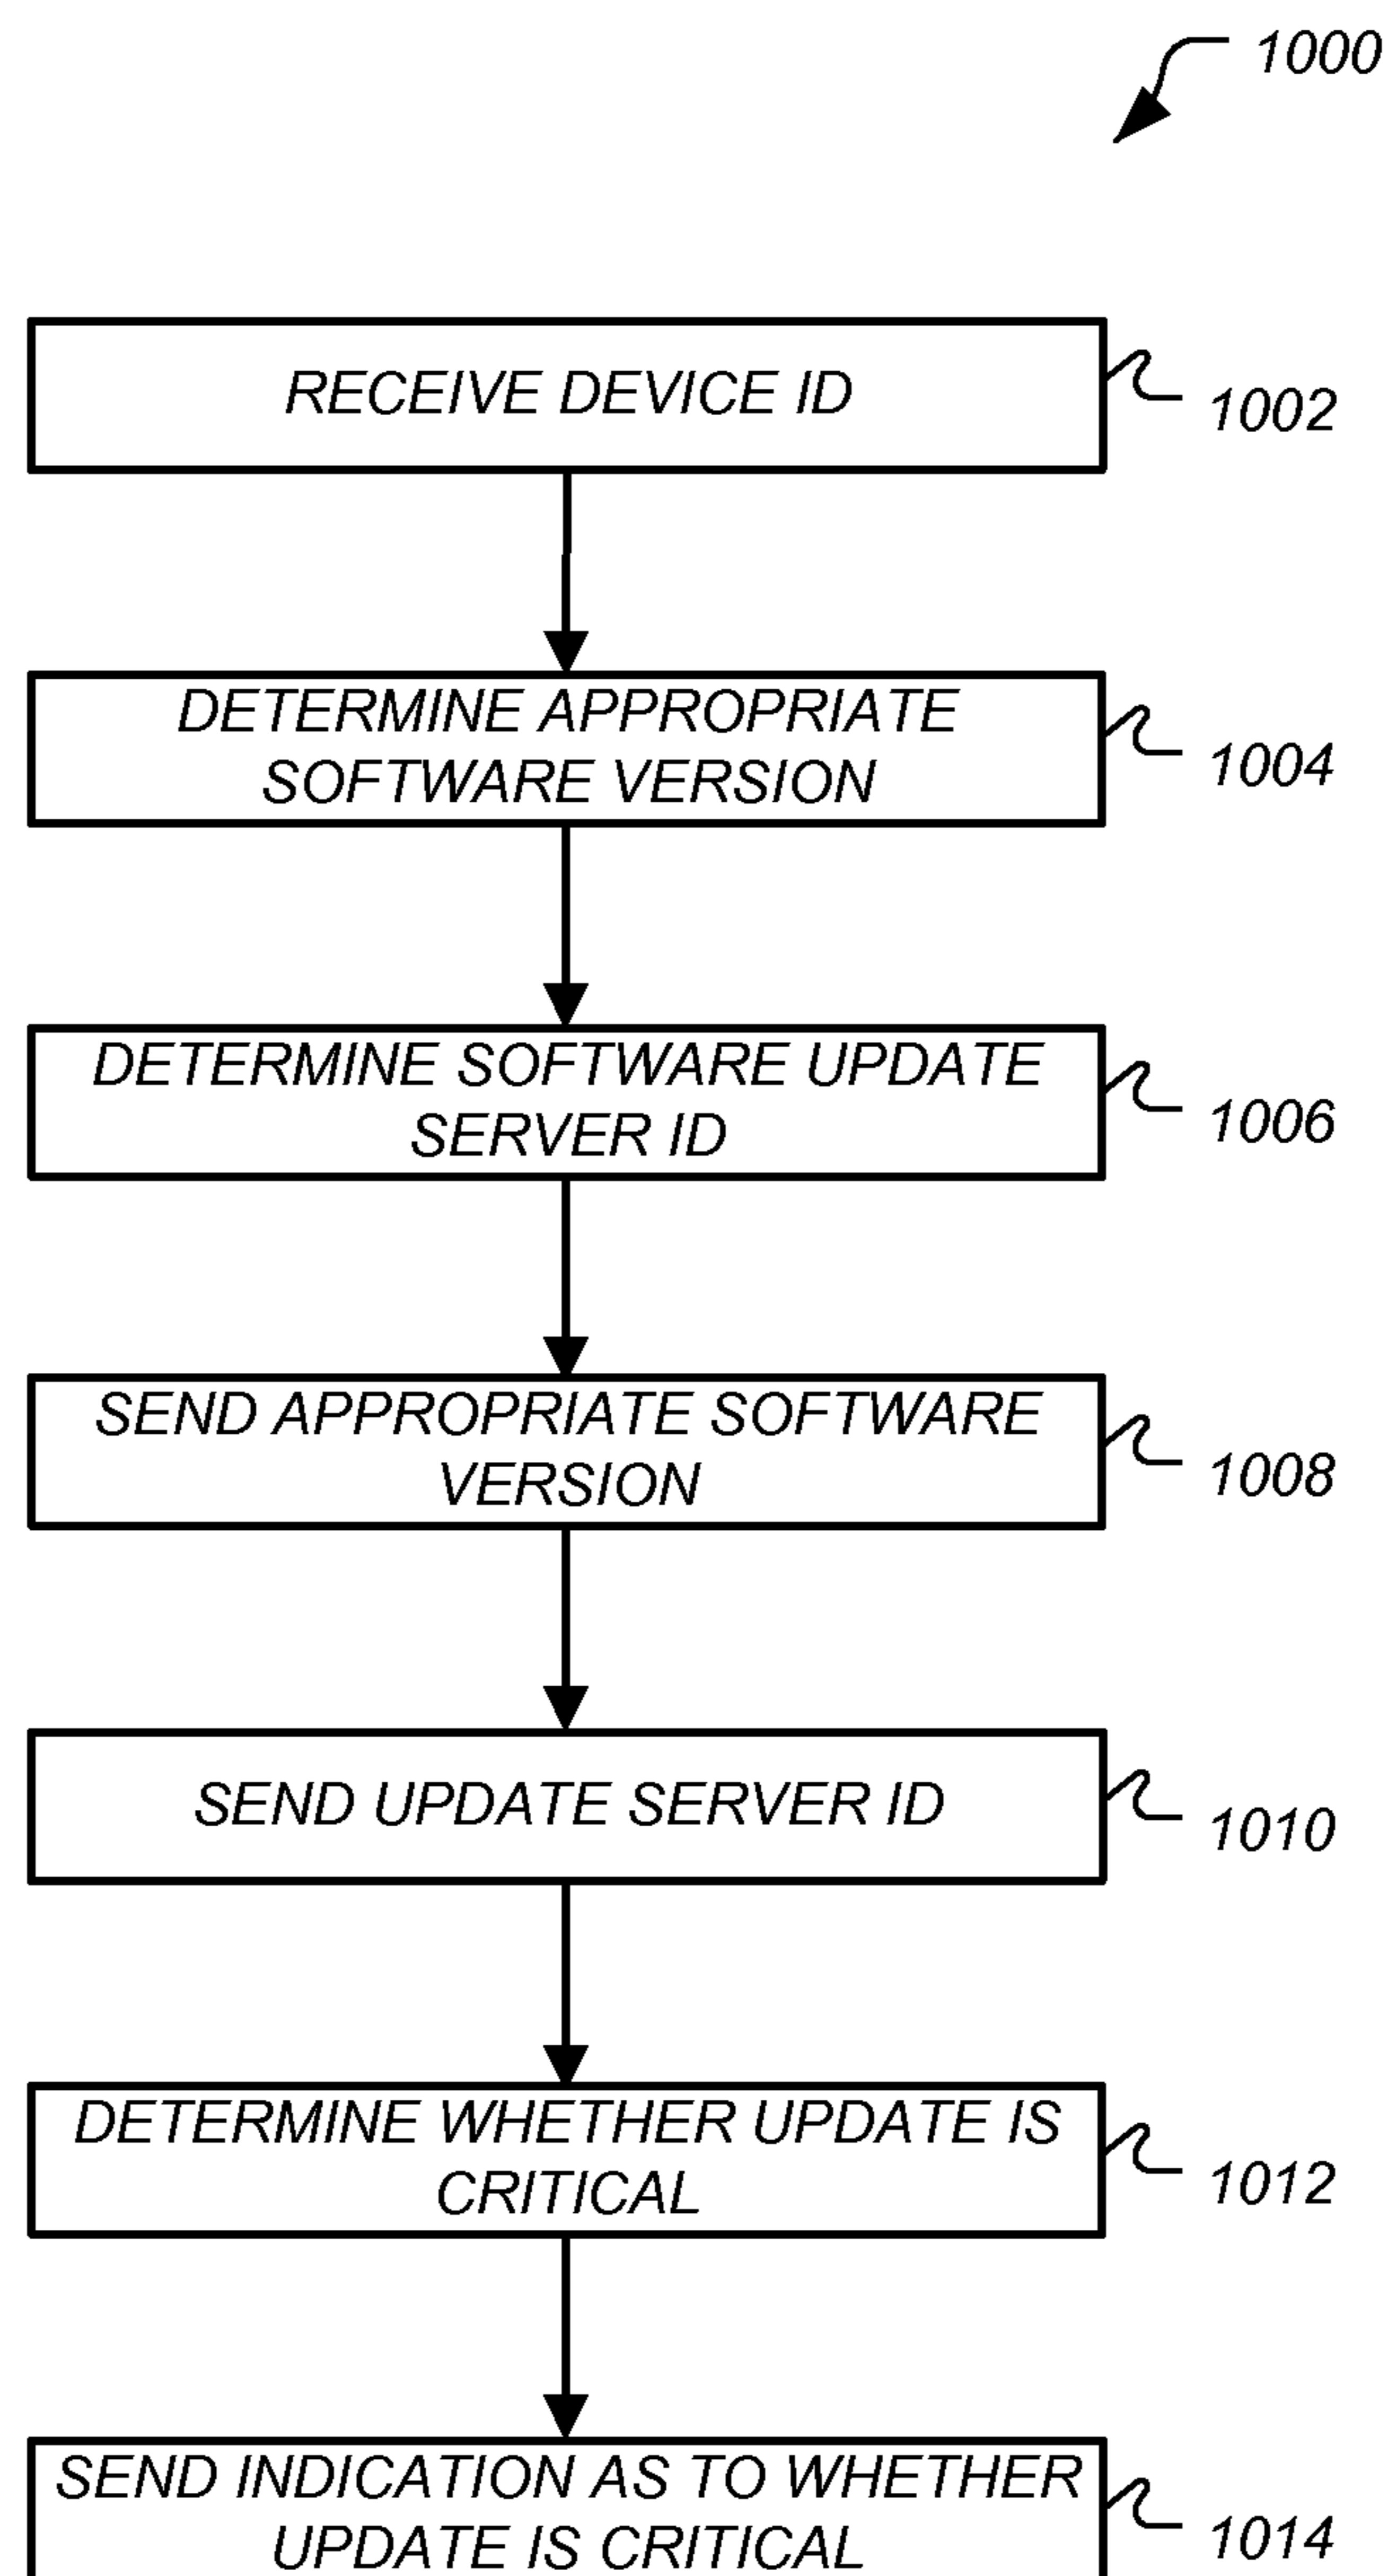 1000
RECEIVE DEVICE ID
1002
DETERMINE APPROPRIATE
SOFTWARE VERSION
1004
DETERMINE SOFTWARE UPDATE
SERVER ID
1006
SEND APPROPRIATE SOFTWARE
VERSION
1008
SEND UPDATE SERVER ID
1010
DETERMINE WHETHER UPDATE IS
CRITICAL
1012
SEND INDICATION AS TO WHETHER
UPDATE IS CRITICAL
1014